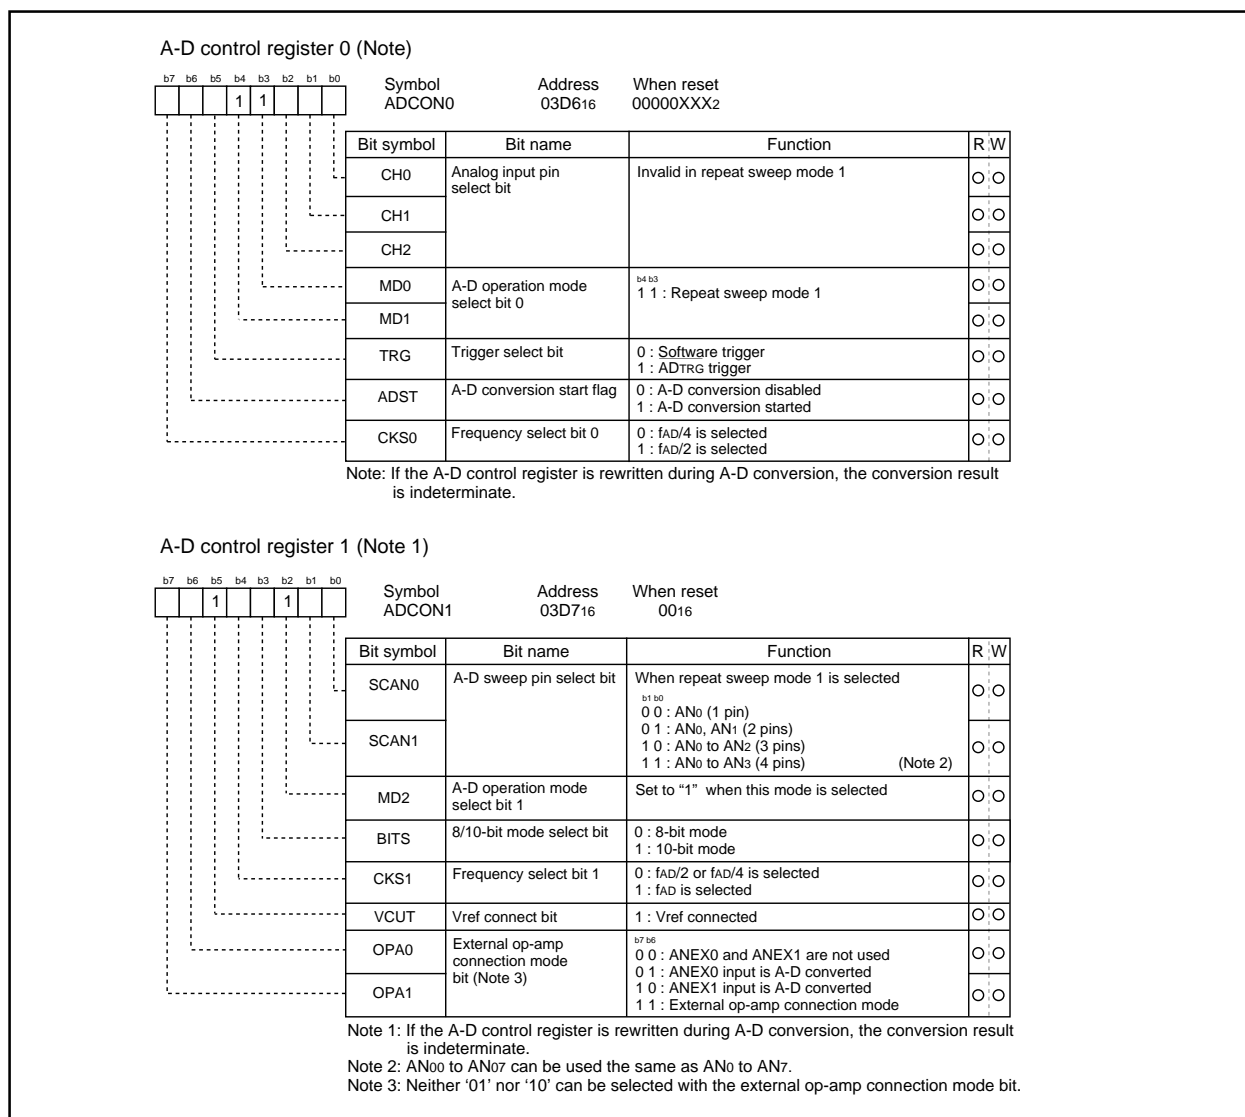 A-D control register 0 (Note)
b7 b6 b5 b4 b3 b2 b1 b0
1 1
Symbol Address When reset
ADCON0 03D616 00000XXX2
Bit symbol Bit name Function R W
CH0 Analog input pin select bit Invalid in repeat sweep mode 1
CH1
CH2
MD0 A-D operation mode select bit 0 b4 b3
1 1 : Repeat sweep mode 1
MD1
TRG Trigger select bit 0 : Software trigger
1 : ADTRG trigger
ADST A-D conversion start flag 0 : A-D conversion disabled
1 : A-D conversion started
CKS0 Frequency select bit 0 0 : fAD/4 is selected
1 : fAD/2 is selected
Note: If the A-D control register is rewritten during A-D conversion, the conversion result
is indeterminate.
A-D control register 1 (Note 1)
b7 b6 b5 b4 b3 b2 b1 b0
1 1
Symbol Address When reset
ADCON1 03D716 0016
Bit symbol Bit name Function R W
SCAN0 A-D sweep pin select bit When repeat sweep mode 1 is selected
b1 b0
0 0 : AN0 (1 pin)
0 1 : AN0, AN1 (2 pins)
SCAN1
1 0 : AN0 to AN2 (3 pins)
1 1 : AN0 to AN3 (4 pins) (Note 2)
MD2 A-D operation mode select bit 1 Set to “1” when this mode is selected
BITS 8/10-bit mode select bit 0 : 8-bit mode
1 : 10-bit mode
CKS1 Frequency select bit 1 0 : fAD/2 or fAD/4 is selected
1 : fAD is selected
VCUT Vref connect bit 1 : Vref connected
OPA0 External op-amp connection mode bit (Note 3) b7 b6
0 0 : ANEX0 and ANEX1 are not used
0 1 : ANEX0 input is A-D converted
OPA1
1 0 : ANEX1 input is A-D converted
1 1 : External op-amp connection mode
Note 1: If the A-D control register is rewritten during A-D conversion, the conversion result
is indeterminate.
Note 2: AN00 to AN07 can be used the same as AN0 to AN7.
Note 3: Neither ‘01’ nor ‘10’ can be selected with the external op-amp connection mode bit.